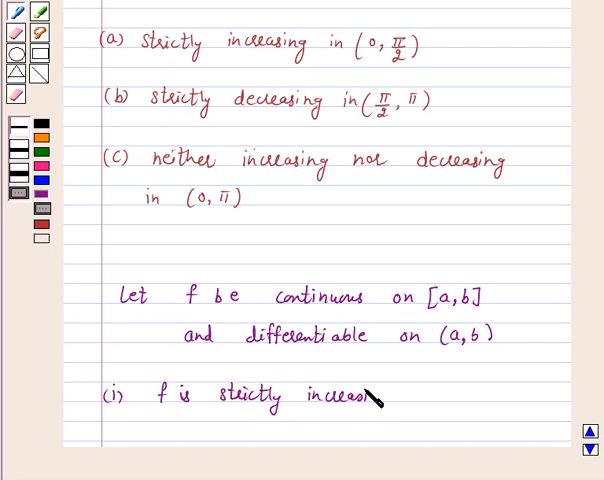 (a) strictly increasing in (0, π/2)
(b) strictly decreasing in (π/2, π)
(c) neither increasing nor decreasing
in (0, π)
Let f be continuous on [a, b]
and differentiable on (a, b)
(i) f is strictly increasi